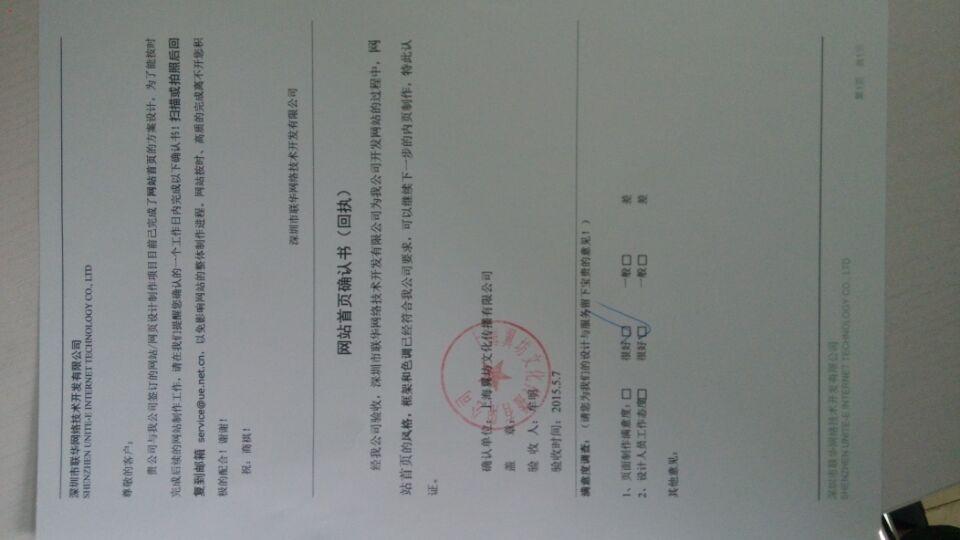 深圳市联华网络技术开发有限公司
SHENZHEN UNITE-E INTERNET TECHNOLOGY CO., LTD
尊敬的客户：
贵公司与我公司签订的网站/网页设计制作项目目前已完成了网站首页的方案设计，为了能按时
完成后续的网站制作工作，请在我们提醒您确认的一个工作日内完成以下确认书！扫描或拍照后回
复到邮箱 service@ue.net.cn，以免影响网站的整体制作进程。网站按时、高质的完成离不开您积
极的配合！谢谢！
祝：商祺！
深圳市联华网络技术开发有限公司
网站首页确认书（回执）
经我公司验收，深圳市联华网络技术开发有限公司为我公司开发网站的过程中，网
站首页的风格，框架和色调已经符合我公司要求，可以继续下一步的内页制作，特此认
证。
确认单位：上海翼坊文化传播有限公司
盖 章：
验 收 人：牟明
验收时间：2015.5.7
满意度调查：（请您为我们的设计与服务留下宝贵的意见！）
1、页面制作满意度：□ 很好□ 一般□ 差
2、设计人员工作态度□ 很好□ 一般□ 差
其他意见：
深圳市联华网络技术开发有限公司
SHENZHEN UNITE-E INTERNET TECHNOLOGY CO., LTD
第1页 共1页